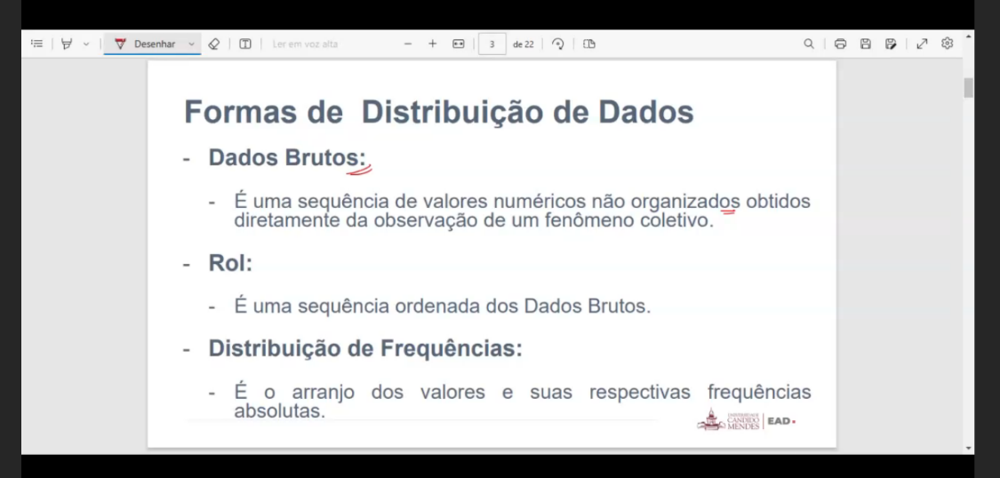 Desenhar
Ler em voz alta
3 de 22
Formas de Distribuição de Dados
- Dados Brutos:
- É uma sequência de valores numéricos não organizados obtidos
diretamente da observação de um fenômeno coletivo.
- Rol:
- É uma sequência ordenada dos Dados Brutos.
- Distribuição de Frequências:
- É o arranjo dos valores e suas respectivas frequências
absolutas.
CANDIDO
MENDES
EAD